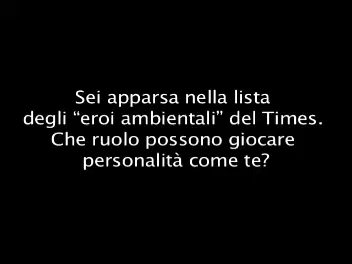 Sei apparsa nella lista
degli “eroi ambientali” del Times.
Che ruolo possono giocare
personalità come te?